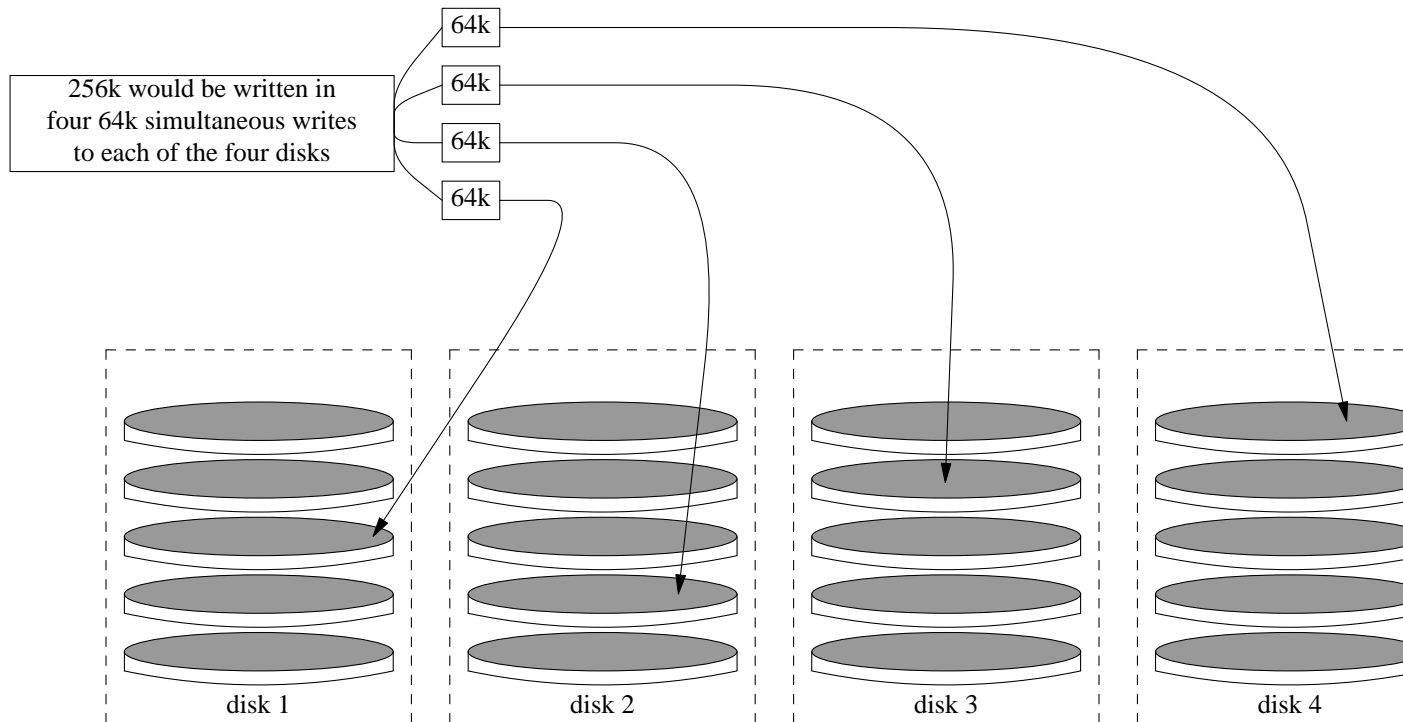 64k
64k
256k would be written in
four 64k simultaneous writes
to each of the four disks
64k
64k
disk 1
disk 2
disk 3
disk 4